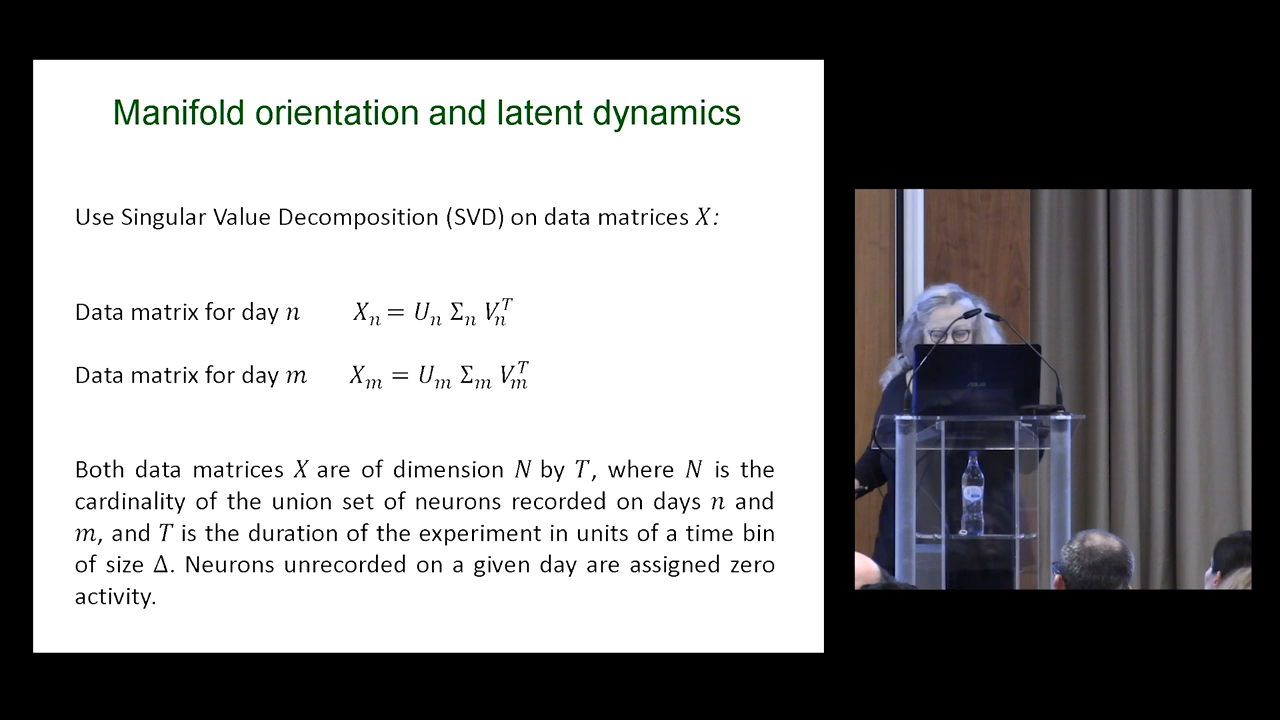 Manifold orientation and latent dynamics
Use Singular Value Decomposition (SVD) on data matrices X:
Data matrix for day n X_n = U_n Σ_n V_n^T
Data matrix for day m X_m = U_m Σ_m V_m^T
Both data matrices X are of dimension N by T, where N is the
cardinality of the union set of neurons recorded on days n and
m, and T is the duration of the experiment in units of a time bin
of size Δ. Neurons unrecorded on a given day are assigned zero
activity.